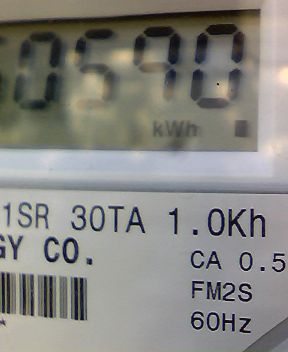 0590
kWh
1SR 30TA 1.0Kh
GY CO.
CA 0.5
FM2S
60Hz